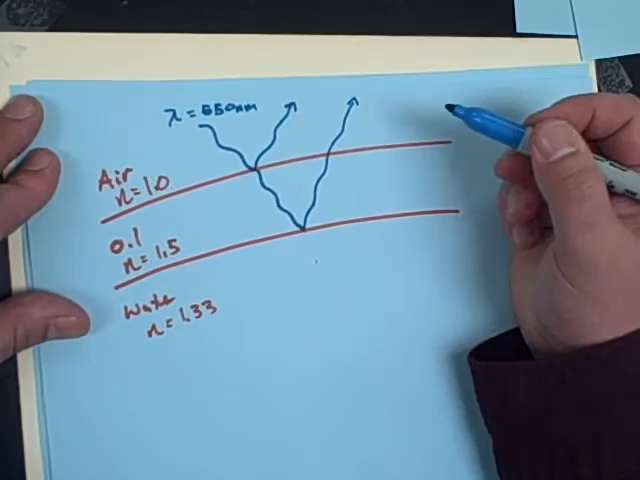 λ = 550nm
Air
n=1.0
Oil
n=1.5
Water
n=1.33